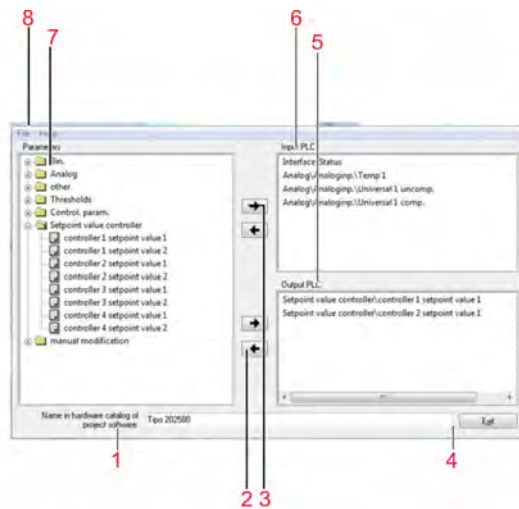 8
7
6
5
File Help
Parameters
Bin.
Analog
other
Thresholds
Control. param.
Setpoint value controller
controller 1 setpoint value 1
controller 1 setpoint value 2
controller 2 setpoint value 1
controller 2 setpoint value 2
controller 3 setpoint value 1
controller 3 setpoint value 2
controller 4 setpoint value 1
controller 4 setpoint value 2
manual modification
Input PLC
Interface Status
Analog\Analoginp.\Temp 1
Analog\Analoginp.\Universal 1 uncomp.
Analog\Analoginp.\Universal 1 comp.
Output PLC
Setpoint value controller\controller 1 setpoint value 1
Setpoint value controller\controller 2 setpoint value 1
Name in hardware catalog of
project software:
Tipo 202580
Exit
1
2
3
4